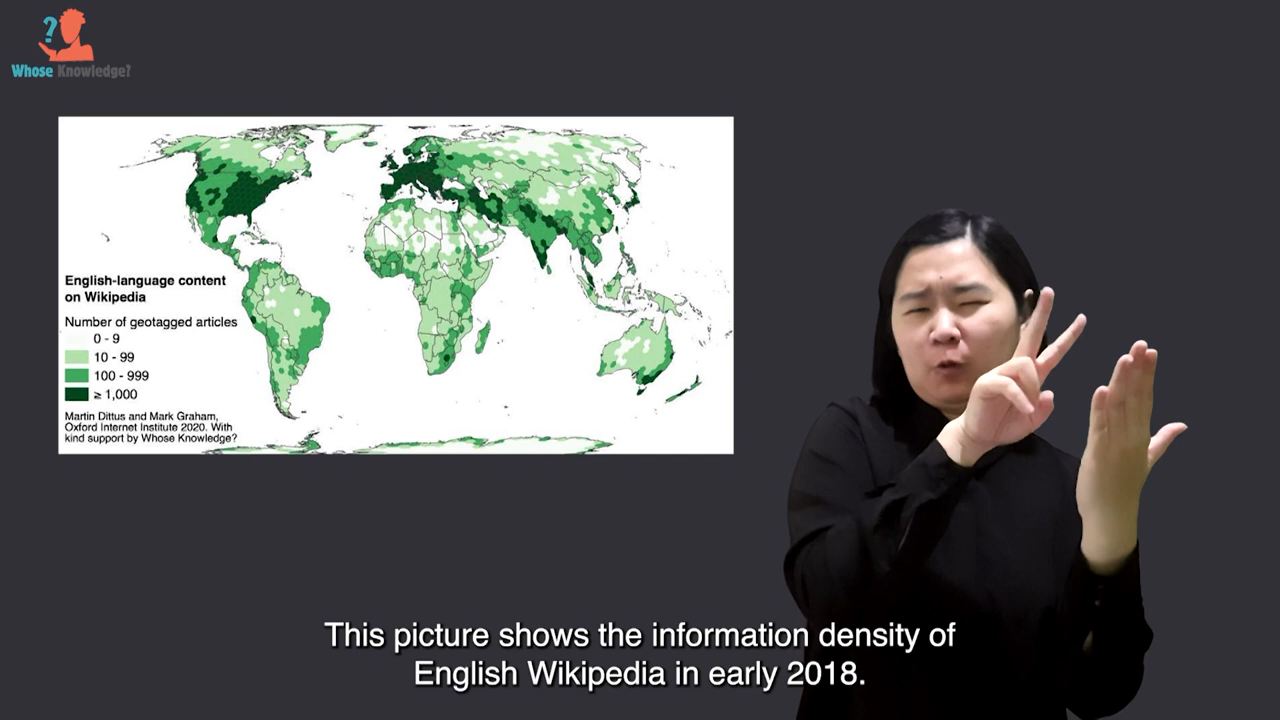 Whose Knowledge?
English-language content
on Wikipedia
Number of geotagged articles
0 - 9
10 - 99
100 - 999
≥ 1,000
Martin Dittus and Mark Graham,
Oxford Internet Institute 2020. With
kind support by Whose Knowledge?
This picture shows the information density of
English Wikipedia in early 2018.